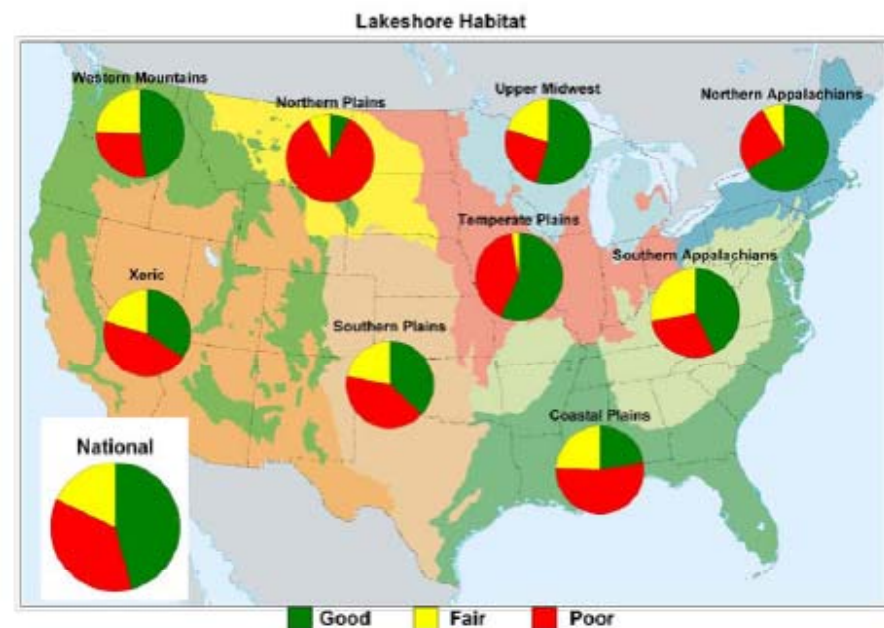 Lakeshore Habitat
Western Mountains
Northern Plains
Upper Midwest
Northern Appalachians
Temperate Plains
Southern Appalachians
Xeric
Southern Plains
Coastal Plains
National
Good Fair Poor